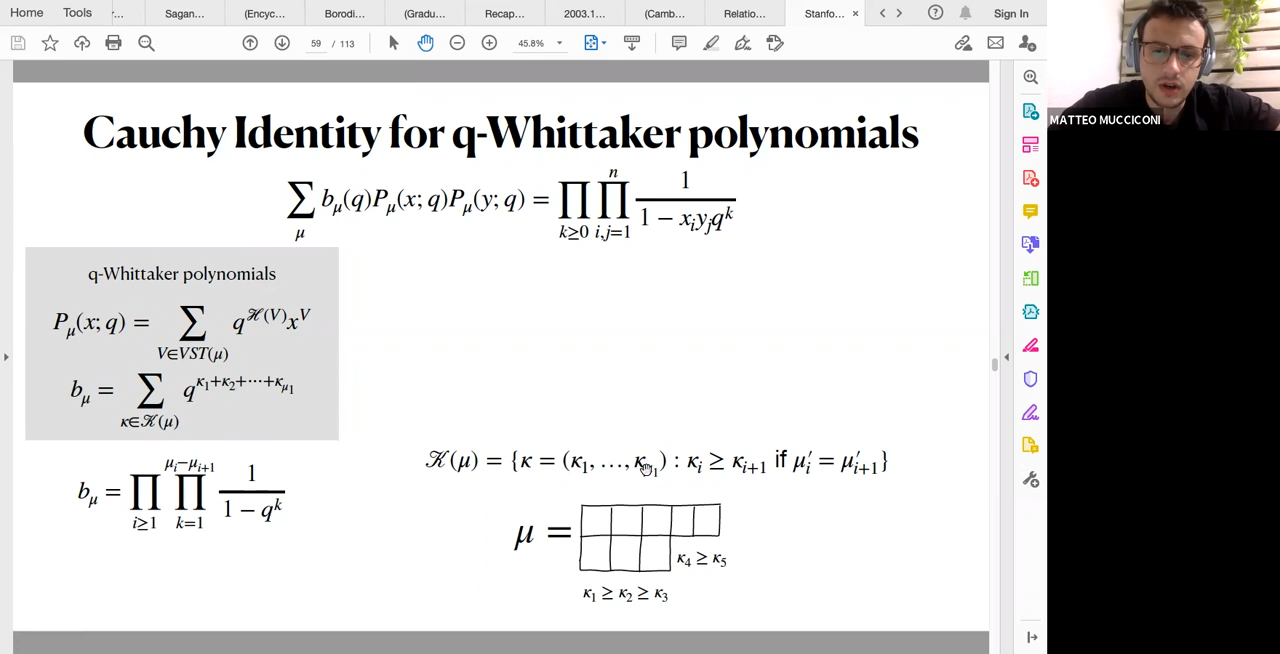 Home Tools r... Sagan... (Encyc... Borodi... (Gradu... Recap... 2003.1... (Camb... Relatio... Stanfo... × Sign In
59 / 113 45.8%
MATTEO MUCCICONI
Cauchy Identity for q-Whittaker polynomials
∑_μ b_μ(q)P_μ(x; q)P_μ(y; q) = ∏_{k≥0} ∏_{i,j=1}^{n} 1/(1 − x_i y_j q^k)
q-Whittaker polynomials
P_μ(x; q) = ∑_{V∈VST(μ)} q^{ℋ(V)} x^V
b_μ = ∑_{κ∈𝒦(μ)} q^{κ_1+κ_2+⋯+κ_{μ_1}}
b_μ = ∏_{i≥1} ∏_{k=1}^{μ_i−μ_{i+1}} 1/(1 − q^k)
𝒦(μ) = {κ = (κ_1, …, κ_{μ_1}) : κ_i ≥ κ_{i+1} if μ′_i = μ′_{i+1}}
μ =
κ_4 ≥ κ_5
κ_1 ≥ κ_2 ≥ κ_3